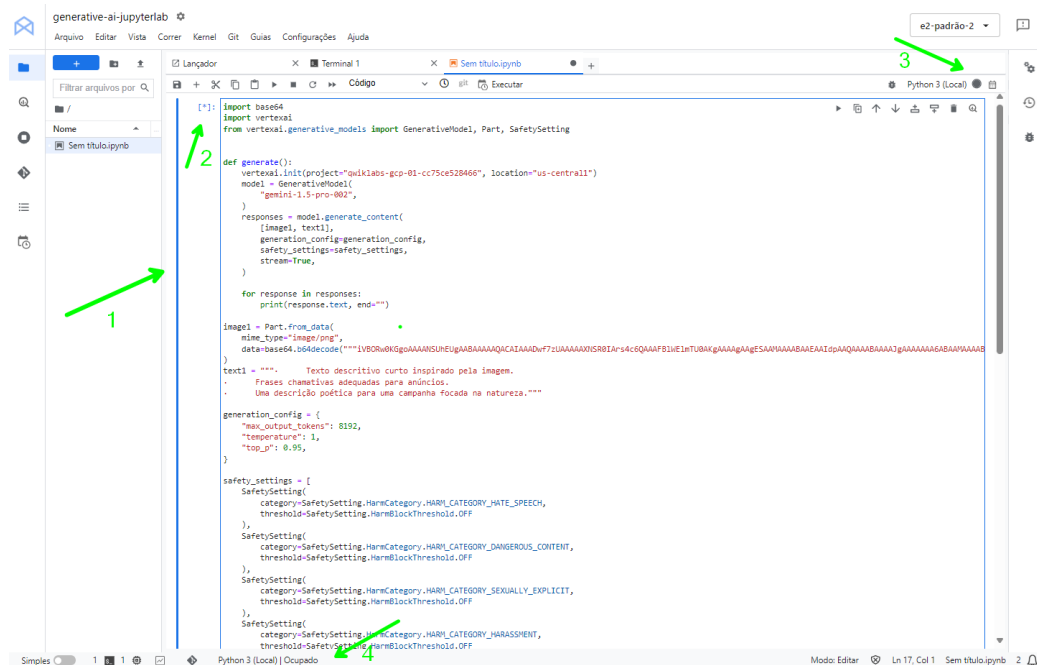 generative-ai-jupyterlab
Arquivo Editar Vista Correr Kernel Git Guias Configurações Ajuda
e2-padrão-2
Filtrar arquivos por
/
Nome
Sem título.ipynb
Lançador
Terminal 1
Sem título.ipynb
Código
git
Executar
3
Python 3 (Local)
1
2
[*]:
import base64
import vertexai
from vertexai.generative_models import GenerativeModel, Part, SafetySetting
def generate():
vertexai.init(project="qwiklabs-gcp-01-cc75ce528466", location="us-central1")
model = GenerativeModel(
"gemini-1.5-pro-002",
)
responses = model.generate_content(
[image1, text1],
generation_config=generation_config,
safety_settings=safety_settings,
stream=True,
)
for response in responses:
print(response.text, end="")
image1 = Part.from_data(
mime_type="image/png",
data=base64.b64decode("""
)
text1 = """· Texto descritivo curto inspirado pela imagem.
· Frases chamativas adequadas para anúncios.
· Uma descrição poética para uma campanha focada na natureza."""
generation_config = {
"max_output_tokens": 8192,
"temperature": 1,
"top_p": 0.95,
}
safety_settings = [
SafetySetting(
category=SafetySetting.HarmCategory.HARM_CATEGORY_HATE_SPEECH,
threshold=SafetySetting.HarmBlockThreshold.OFF
),
SafetySetting(
category=SafetySetting.HarmCategory.HARM_CATEGORY_DANGEROUS_CONTENT,
threshold=SafetySetting.HarmBlockThreshold.OFF
),
SafetySetting(
category=SafetySetting.HarmCategory.HARM_CATEGORY_SEXUALLY_EXPLICIT,
threshold=SafetySetting.HarmBlockThreshold.OFF
),
SafetySetting(
category=SafetySetting.HarmCategory.HARM_CATEGORY_HARASSMENT,
threshold=SafetySetting.HarmBlockThreshold.OFF
4
Simples 1 1 Python 3 (Local) | Ocupado Modo: Editar Ln 17, Col 1 Sem título.ipynb 2